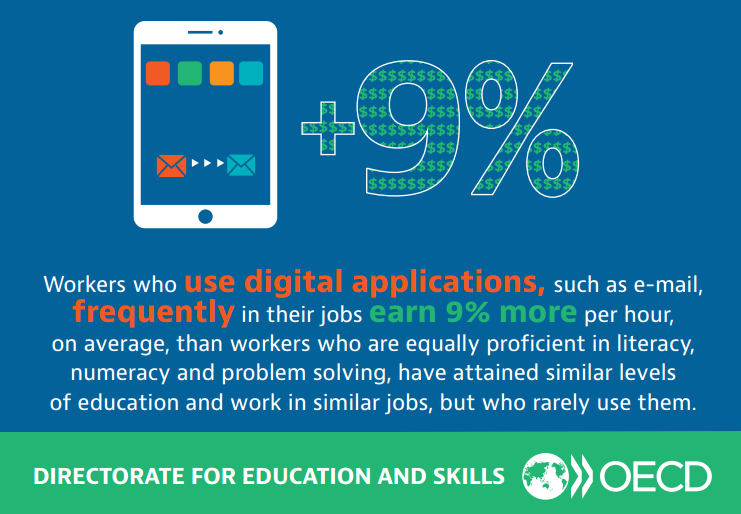 +9%
Workers who use digital applications, such as e-mail,
frequently in their jobs earn 9% more per hour,
on average, than workers who are equally proficient in literacy,
numeracy and problem solving, have attained similar levels
of education and work in similar jobs, but who rarely use them.
DIRECTORATE FOR EDUCATION AND SKILLS OECD